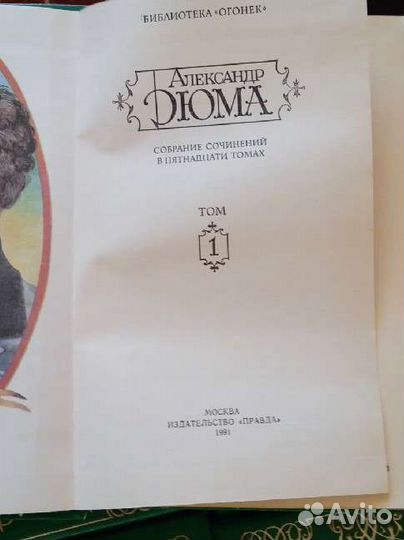 БИБЛИОТЕКА «ОГОНЕК»
АЛЕКСАНДР
ДЮМА
СОБРАНИЕ СОЧИНЕНИЙ
В ПЯТНАДЦАТИ ТОМАХ
ТОМ
1
МОСКВА
ИЗДАТЕЛЬСТВО «ПРАВДА»
1991
Avito